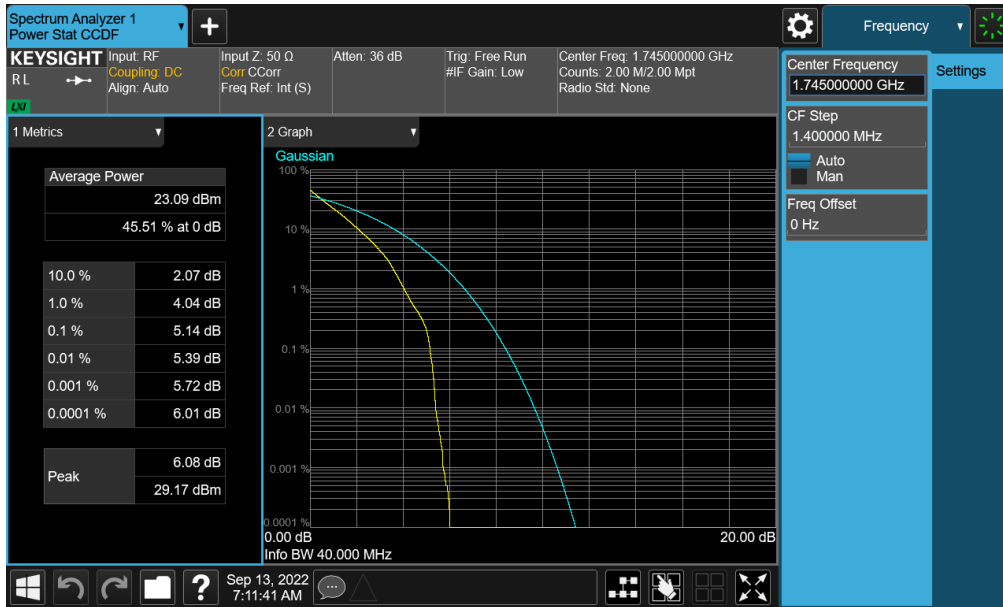 Spectrum Analyzer 1
Power Stat CCDF
+
Frequency
KEYSIGHT
Input: RF
Input Z: 50 Ω
Atten: 36 dB
Trig: Free Run
Center Freq: 1.745000000 GHz
R L
Coupling: DC
Corr CCorr
#IF Gain: Low
Counts: 2.00 M/2.00 Mpt
Align: Auto
Freq Ref: Int (S)
Radio Std: None
LXI
Center Frequency
1.745000000 GHz
Settings
CF Step
1.400000 MHz
Auto
Man
Freq Offset
0 Hz
1 Metrics
Average Power
23.09 dBm
45.51 % at 0 dB
10.0 % 2.07 dB
1.0 % 4.04 dB
0.1 % 5.14 dB
0.01 % 5.39 dB
0.001 % 5.72 dB
0.0001 % 6.01 dB
Peak
6.08 dB
29.17 dBm
2 Graph
Gaussian
100 %
10 %
1 %
0.1 %
0.01 %
0.001 %
0.0001 %
0.00 dB
20.00 dB
Info BW 40.000 MHz
?
Sep 13, 2022
7:11:41 AM